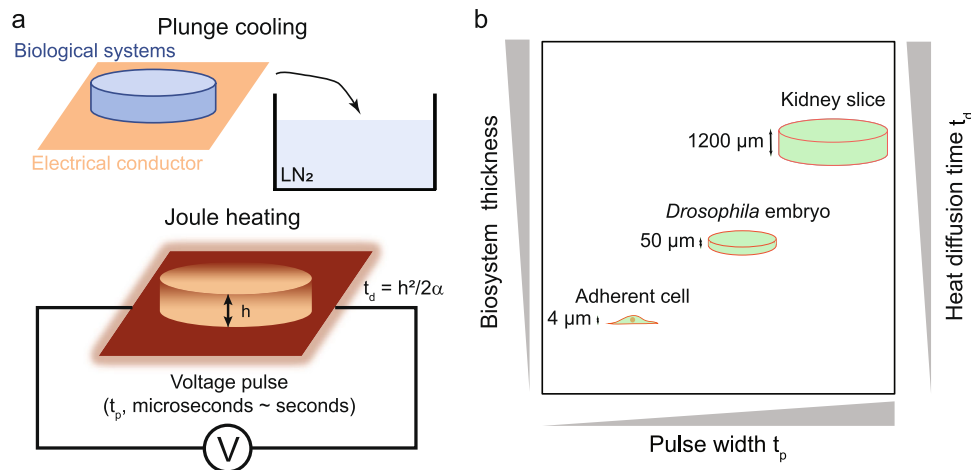 a
Plunge cooling
Biological systems
Electrical conductor
LN₂
Joule heating
t_d = h²/2α
h
Voltage pulse
(t_p, microseconds ~ seconds)
V
b
Biosystem thickness
Kidney slice
1200 µm
Drosophila embryo
50 µm
Adherent cell
4 µm
Heat diffusion time t_d
Pulse width t_p